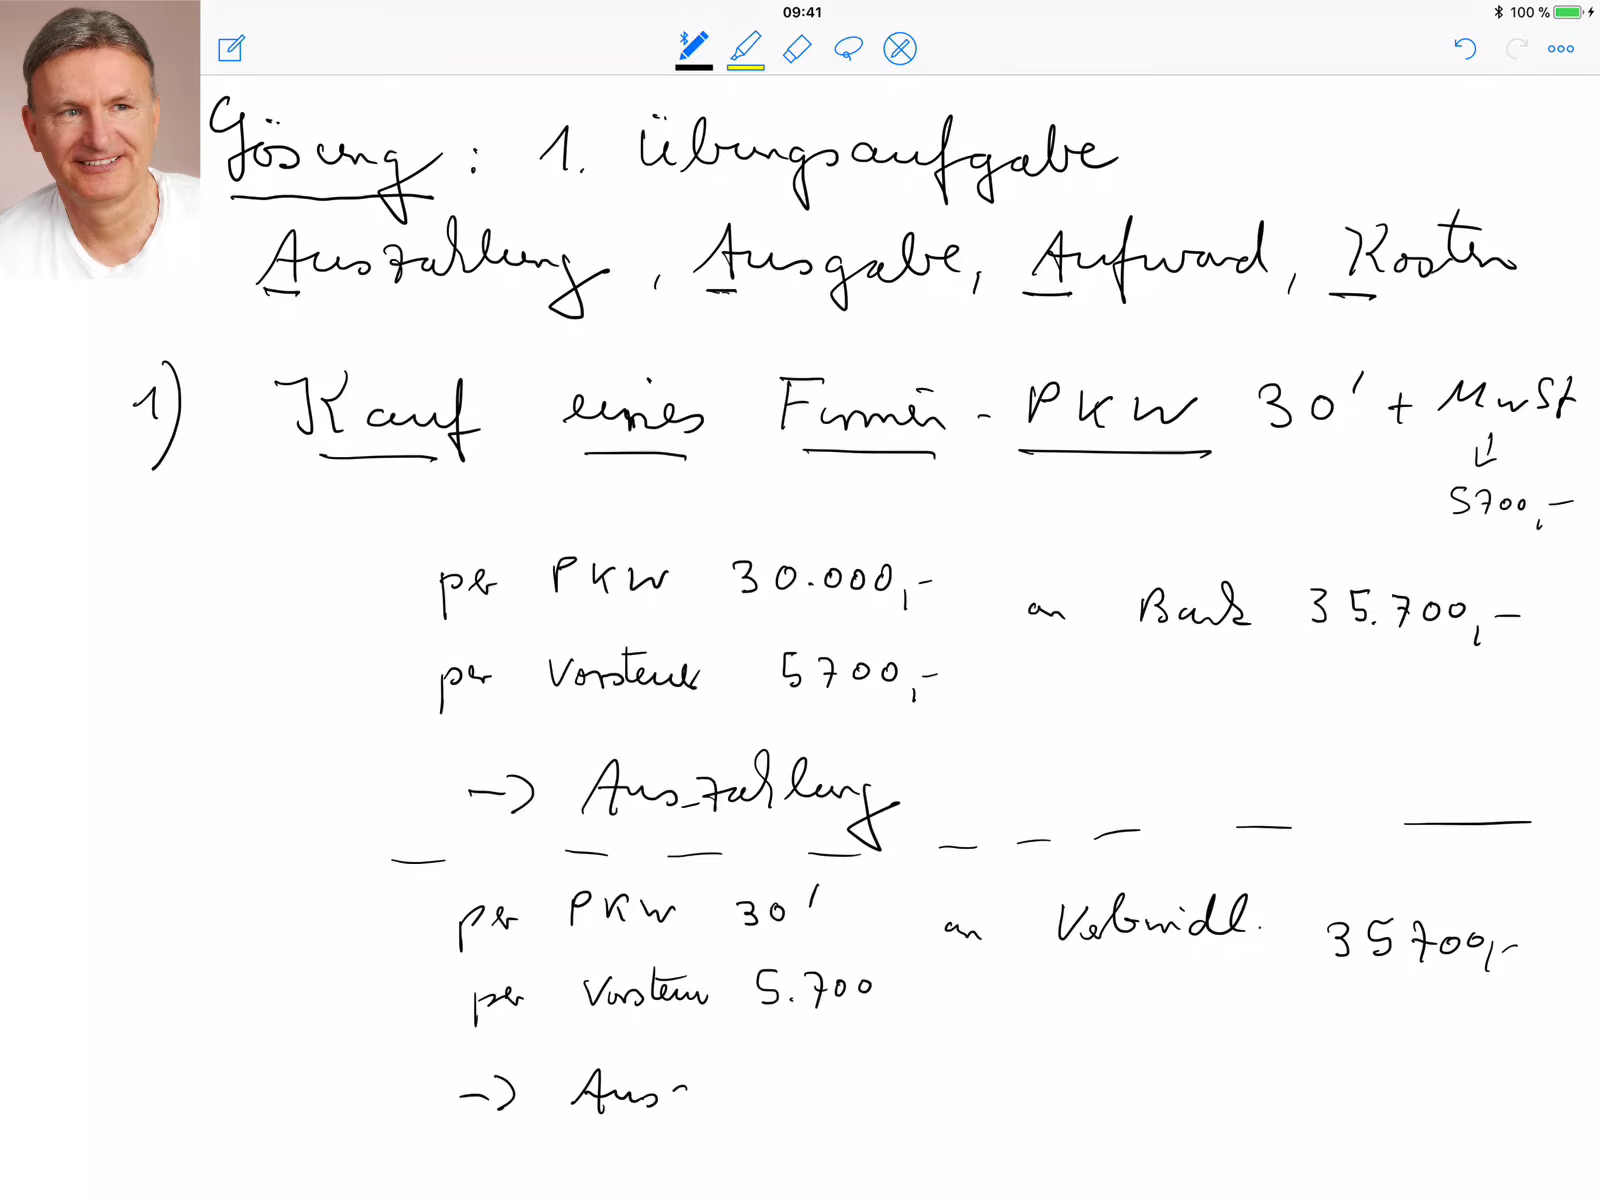 09:41
100 %
Lösung : 1. Übungsaufgabe
Auszahlung, Ausgabe, Aufwand, Kosten
1) Kauf eines Firmen - PKW 30' + MwSt
5700,-
per PKW 30.000,- an Bank 35.700,-
per Vorsteuer 5700,-
-> Auszahlung
per PKW 30' an Verbindl. 35700,-
per Vorsteuer 5.700
-> Aus